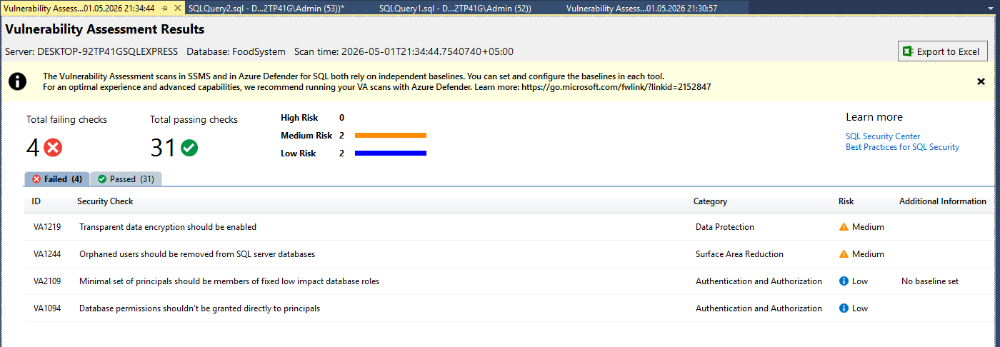 Vulnerability Assess...01.05.2026 21:34:44 SQLQuery2.sql - D...2TP41G\Admin (53))* SQLQuery1.sql - D...2TP41G\Admin (52)) Vulnerability Assess...01.05.2026 21:30:57
Vulnerability Assessment Results
Server: DESKTOP-92TP41GSQLEXPRESS Database: FoodSystem Scan time: 2026-05-01T21:34:44.7540740+05:00 Export to Excel
The Vulnerability Assessment scans in SSMS and in Azure Defender for SQL both rely on independent baselines. You can set and configure the baselines in each tool.
For an optimal experience and advanced capabilities, we recommend running your VA scans with Azure Defender. Learn more: https://go.microsoft.com/fwlink/?linkid=2152847
Total failing checks Total passing checks
4 31
High Risk 0
Medium Risk 2
Low Risk 2
Learn more
SQL Security Center
Best Practices for SQL Security
Failed (4) Passed (31)
ID Security Check Category Risk Additional Information
VA1219 Transparent data encryption should be enabled Data Protection Medium
VA1244 Orphaned users should be removed from SQL server databases Surface Area Reduction Medium
VA2109 Minimal set of principals should be members of fixed low impact database roles Authentication and Authorization Low No baseline set
VA1094 Database permissions shouldn't be granted directly to principals Authentication and Authorization Low